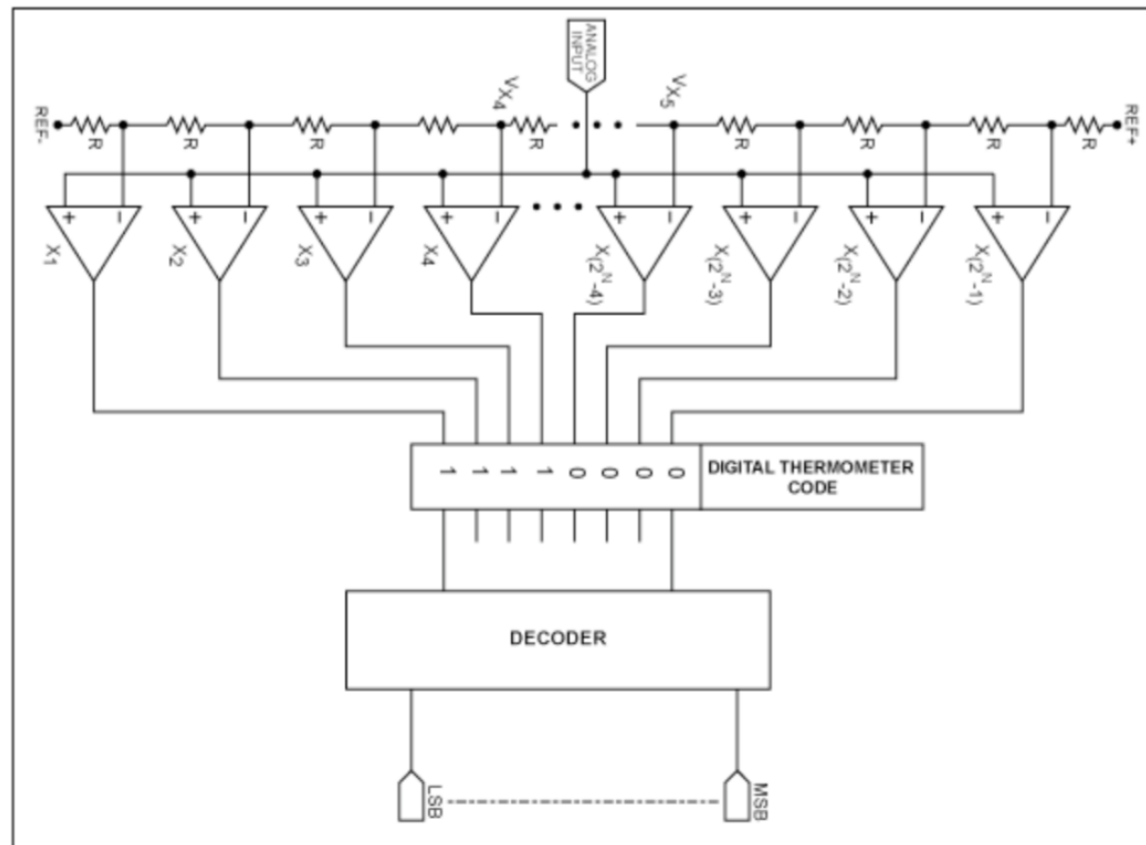 ANALOG
INPUT
VX4
VX5
REF-
REF+
R R R R R R R R
+ − + − + − + − + − + − + − + −
X1
X2
X3
X4
X(2^N-4)
X(2^N-3)
X(2^N-2)
X(2^N-1)
1 1 1 1 0 0 0 0
DIGITAL THERMOMETER
CODE
DECODER
LSB
MSB